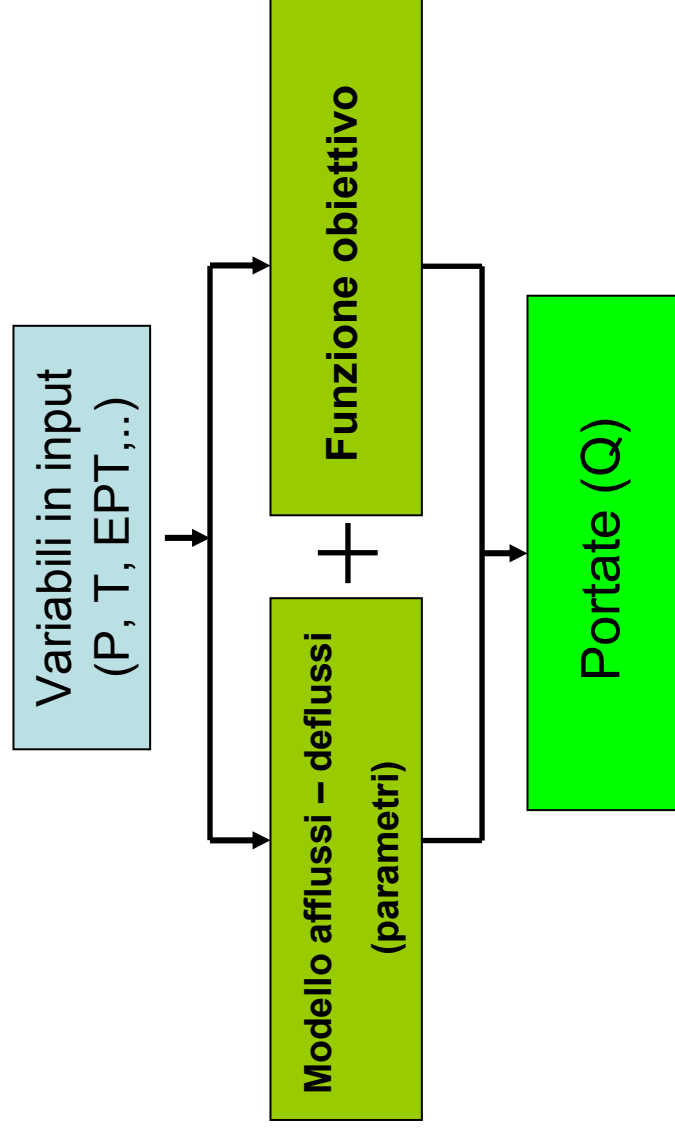 Variabili in input
(P, T, EPT,..)
Modello afflussi – deflussi
(parametri)
+
Funzione obiettivo
Portate (Q)